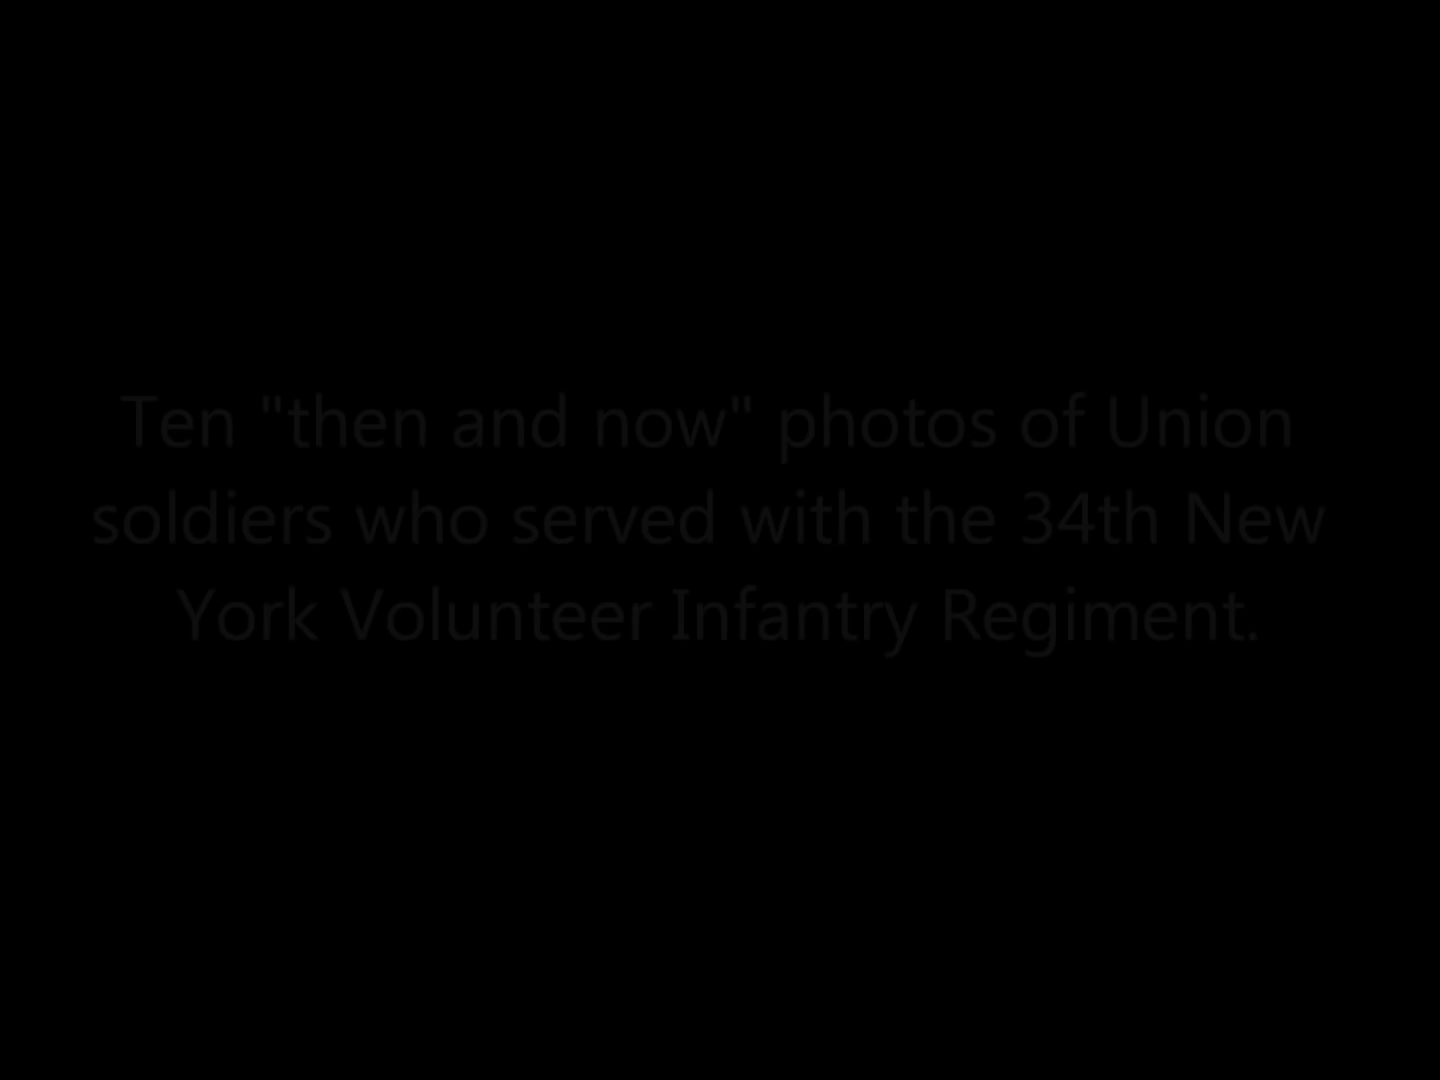 Ten "then and now" photos of Union
soldiers who served with the 34th New
York Volunteer Infantry Regiment.